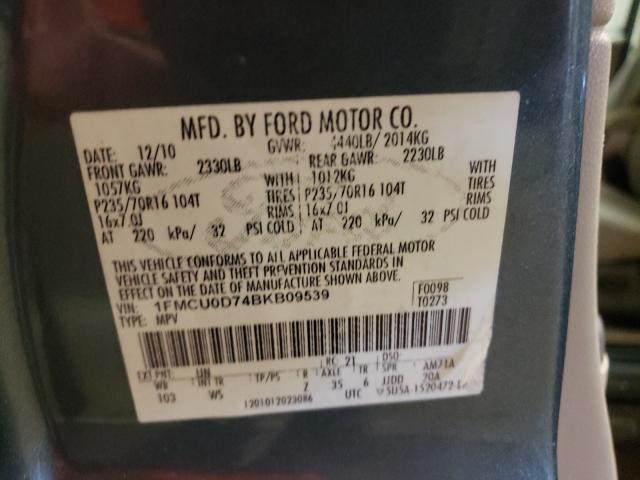 MFD. BY FORD MOTOR CO.
DATE: 12/10 GVWR: 4440LB/ 2014KG
FRONT GAWR: 2330LB REAR GAWR: 2230LB
1057KG WITH 1012KG WITH
P235/70R16 104T TIRES P235/70R16 104T TIRES
16x7.0J RIMS 16x7.0J RIMS
AT 220 kPa/ 32 PSI COLD AT 220 kPa/ 32 PSI COLD
THIS VEHICLE CONFORMS TO ALL APPLICABLE FEDERAL MOTOR
VEHICLE SAFETY AND THEFT PREVENTION STANDARDS IN
EFFECT ON THE DATE OF MANUFACTURE SHOWN ABOVE.
VIN: 1FMCU0D74BKB09539 F0098
TYPE: MPV T0273
EXT PNT: RC: 21 DSO:
WB INT TR TP/PS R AXLE TR SPR AM71A
103 WS Z 35 6 JJDD 20A
1201012023086 UTC